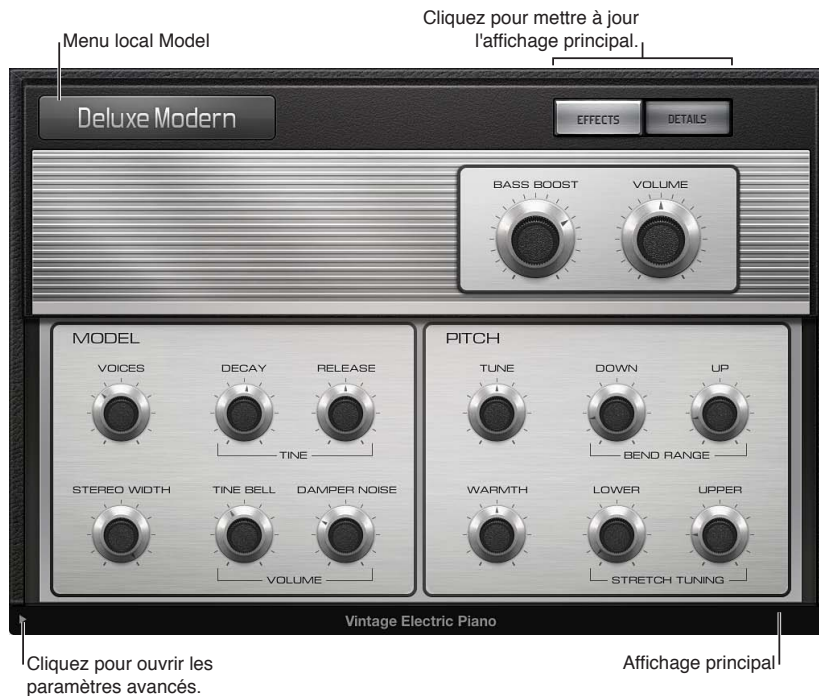 Cliquez pour mettre à jour
l'affichage principal.
Menu local Model
Deluxe Modern
EFFECTS
DETAILS
BASS BOOST
VOLUME
MODEL
VOICES
DECAY
RELEASE
TINE
STEREO WIDTH
TINE BELL
DAMPER NOISE
VOLUME
PITCH
TUNE
DOWN
UP
BEND RANGE
WARMTH
LOWER
UPPER
STRETCH TUNING
Vintage Electric Piano
Cliquez pour ouvrir les
paramètres avancés.
Affichage principal